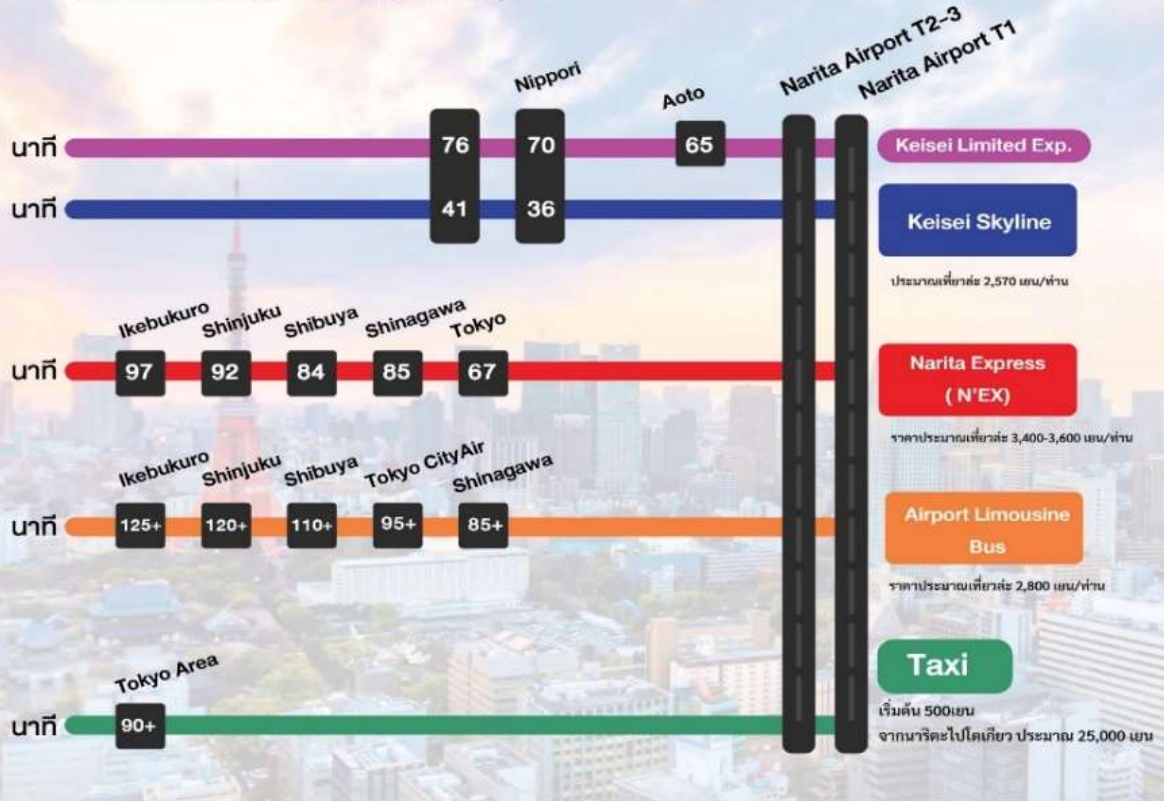 Narita Airport T2-3
Narita Airport T1
Nippori
Aoto
นาที
76
70
65
Keisei Limited Exp.
นาที
41
36
Keisei Skyline
ประมาณเที่ยวล่ะ 2,570 เยน/ท่าน
Ikebukuro
Shinjuku
Shibuya
Shinagawa
Tokyo
นาที
97
92
84
85
67
Narita Express
( N'EX)
ราคาประมาณเที่ยวล่ะ 3,400-3,600 เยน/ท่าน
Ikebukuro
Shinjuku
Shibuya
Tokyo CityAir
Shinagawa
นาที
125+
120+
110+
95+
85+
Airport Limousine
Bus
ราคาประมาณเที่ยวล่ะ 2,800 เยน/ท่าน
Tokyo Area
นาที
90+
Taxi
เริ่มต้น 500เยน
จากนาริตะไปโตเกียว ประมาณ 25,000 เยน